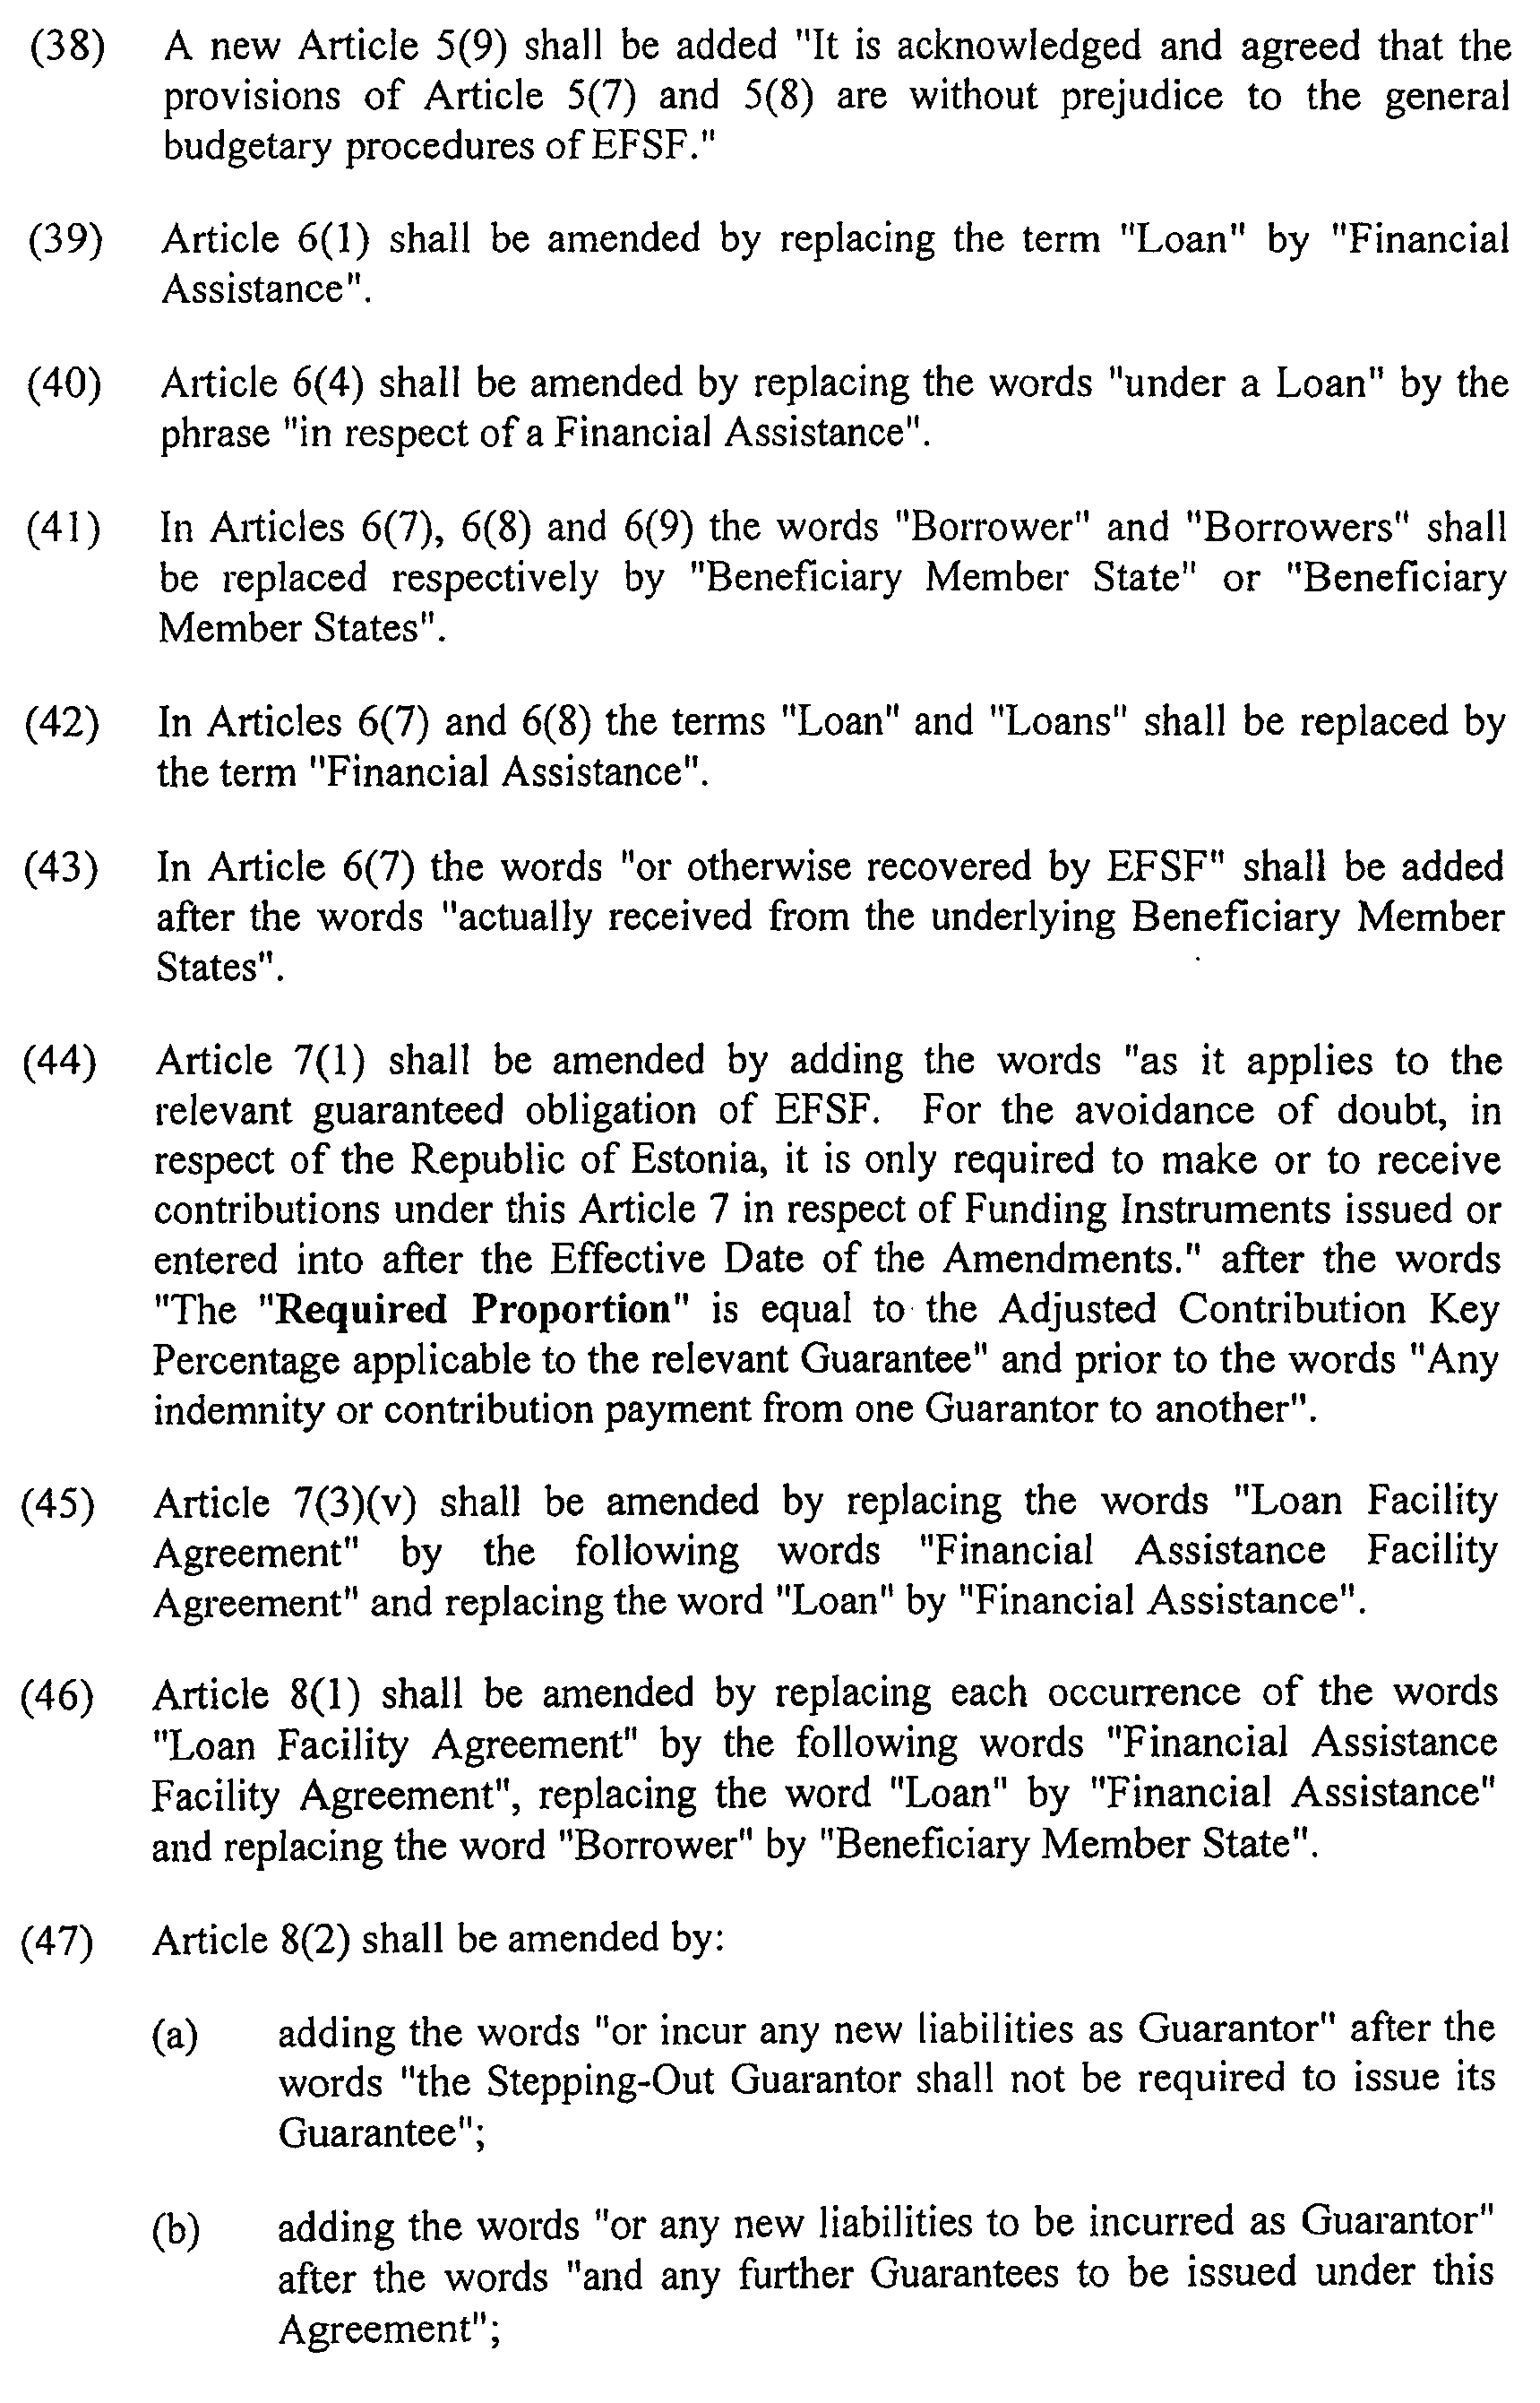 (38) A new Article 5(9) shall be added "It is acknowledged and agreed that the
provisions of Article 5(7) and 5(8) are without prejudice to the general
budgetary procedures of EFSF."
(39) Article 6(1) shall be amended by replacing the term "Loan" by "Financial
Assistance".
(40) Article 6(4) shall be amended by replacing the words "under a Loan" by the
phrase "in respect of a Financial Assistance".
(41) In Articles 6(7), 6(8) and 6(9) the words "Borrower" and "Borrowers" shall
be replaced respectively by "Beneficiary Member State" or "Beneficiary
Member States".
(42) In Articles 6(7) and 6(8) the terms "Loan" and "Loans" shall be replaced by
the term "Financial Assistance".
(43) In Article 6(7) the words "or otherwise recovered by EFSF" shall be added
after the words "actually received from the underlying Beneficiary Member
States".
(44) Article 7(1) shall be amended by adding the words "as it applies to the
relevant guaranteed obligation of EFSF. For the avoidance of doubt, in
respect of the Republic of Estonia, it is only required to make or to receive
contributions under this Article 7 in respect of Funding Instruments issued or
entered into after the Effective Date of the Amendments." after the words
"The "Required Proportion" is equal to the Adjusted Contribution Key
Percentage applicable to the relevant Guarantee" and prior to the words "Any
indemnity or contribution payment from one Guarantor to another".
(45) Article 7(3)(v) shall be amended by replacing the words "Loan Facility
Agreement" by the following words "Financial Assistance Facility
Agreement" and replacing the word "Loan" by "Financial Assistance".
(46) Article 8(1) shall be amended by replacing each occurrence of the words
"Loan Facility Agreement" by the following words "Financial Assistance
Facility Agreement", replacing the word "Loan" by "Financial Assistance"
and replacing the word "Borrower" by "Beneficiary Member State".
(47) Article 8(2) shall be amended by:
(a) adding the words "or incur any new liabilities as Guarantor" after the
words "the Stepping-Out Guarantor shall not be required to issue its
Guarantee";
(b) adding the words "or any new liabilities to be incurred as Guarantor"
after the words "and any further Guarantees to be issued under this
Agreement";